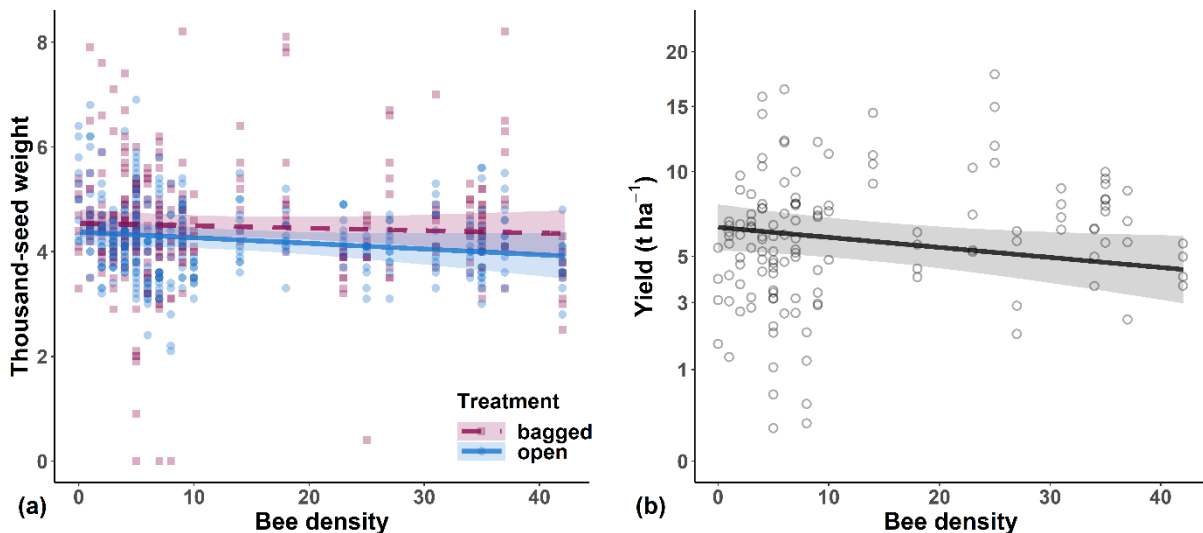 Thousand-seed weight
8
6
4
2
0
Treatment
bagged
open
0 10 20 30 40
(a)
Bee density
Yield (t ha⁻¹)
20
15
10
5
3
1
0
0 10 20 30 40
(b)
Bee density